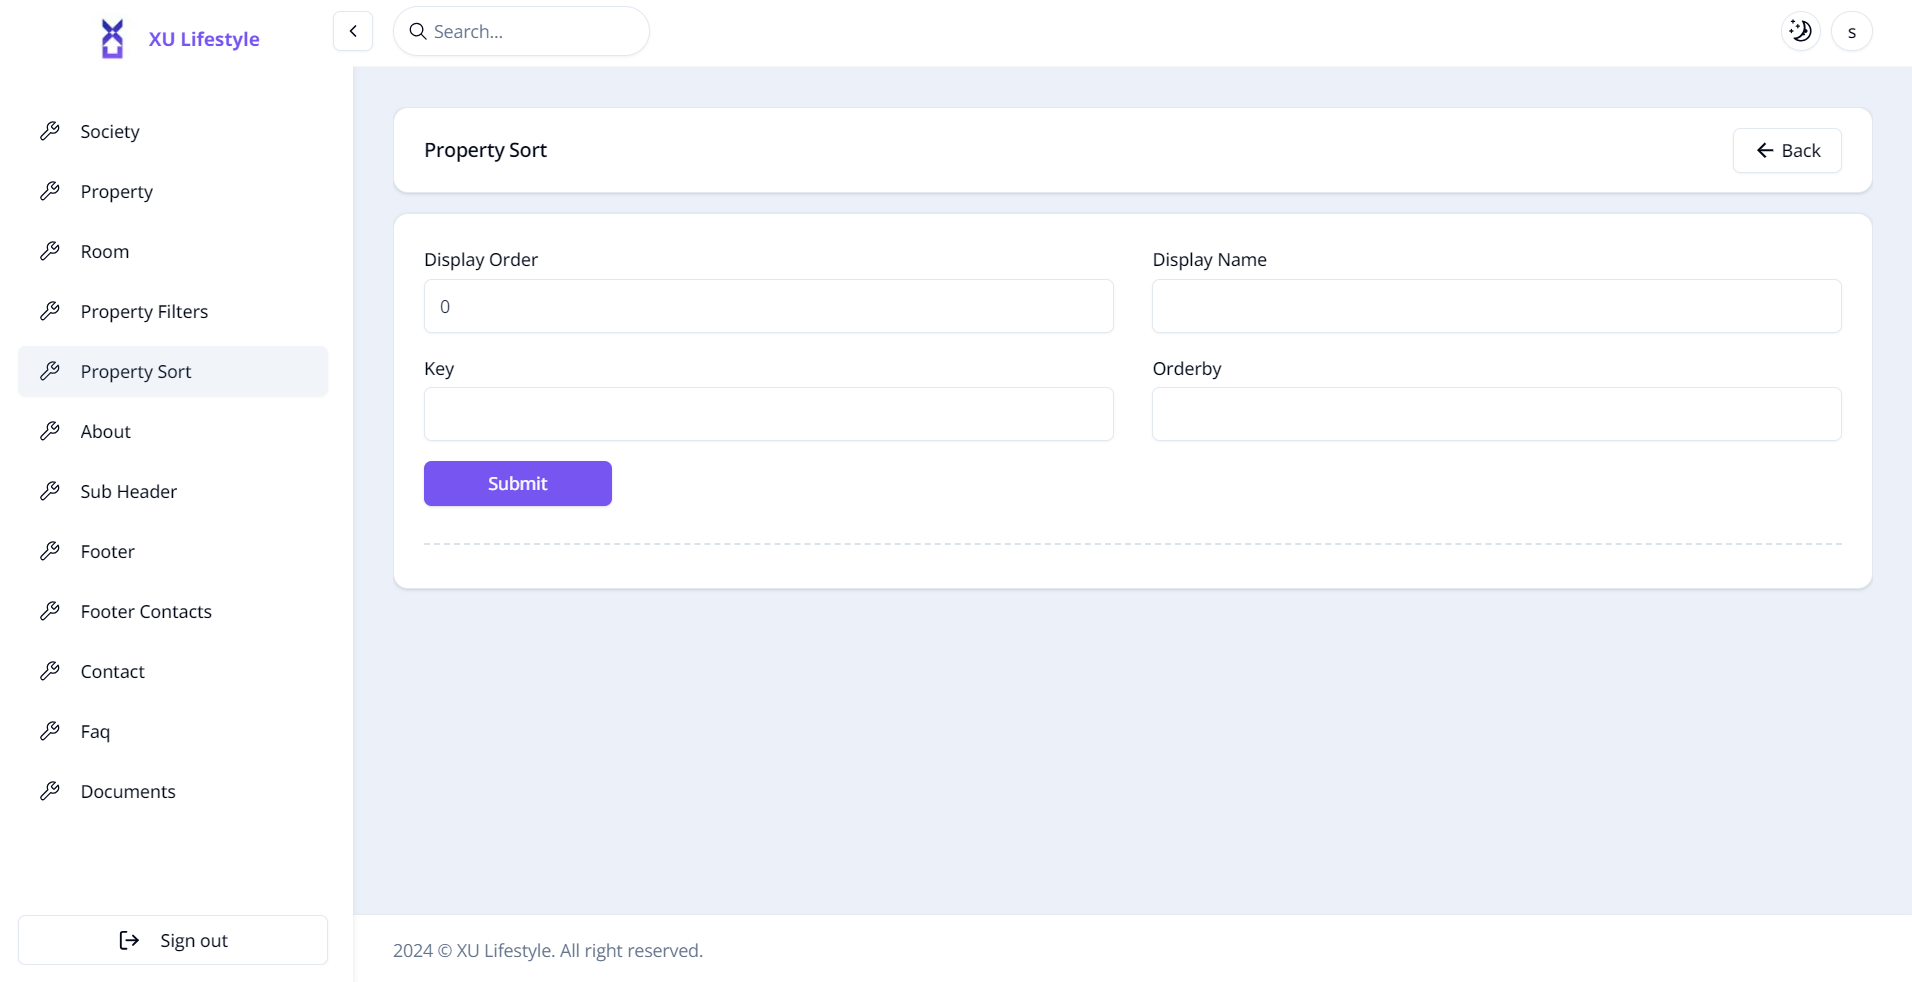 XU Lifestyle
Search...
s
Society
Property
Room
Property Filters
Property Sort
About
Sub Header
Footer
Footer Contacts
Contact
Faq
Documents
Sign out
Property Sort
Back
Display Order
Display Name
0
Key
Orderby
Submit
2024 © XU Lifestyle. All right reserved.